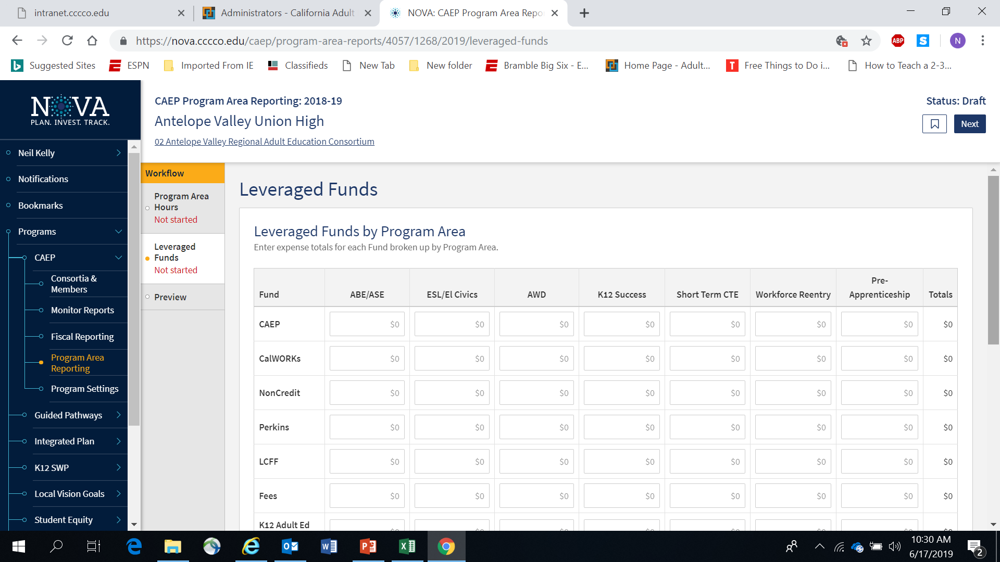 intranet.cccco.edu
Administrators - California Adult
NOVA: CAEP Program Area Repo
https://nova.cccco.edu/caep/program-area-reports/4057/1268/2019/leveraged-funds
ABP
S
N
Suggested Sites
ESPN
Imported From IE
Classifieds
New Tab
New folder
Bramble Big Six - E...
Home Page - Adult...
T
Free Things to Do i...
How to Teach a 2-3...
NOVA
PLAN. INVEST. TRACK.
CAEP Program Area Reporting: 2018-19
Antelope Valley Union High
02 Antelope Valley Regional Adult Education Consortium
Status: Draft
Next
Neil Kelly
Notifications
Bookmarks
Programs
CAEP
Consortia &
Members
Monitor Reports
Fiscal Reporting
Program Area
Reporting
Program Settings
Guided Pathways
Integrated Plan
K12 SWP
Local Vision Goals
Student Equity
Workflow
Program Area
Hours
Not started
Leveraged
Funds
Not started
Preview
Leveraged Funds
Leveraged Funds by Program Area
Enter expense totals for each Fund broken up by Program Area.
Fund ABE/ASE ESL/El Civics AWD K12 Success Short Term CTE Workforce Reentry Pre-Apprenticeship Totals
CAEP $0 $0 $0 $0 $0 $0 $0 $0
CalWORKs $0 $0 $0 $0 $0 $0 $0 $0
NonCredit $0 $0 $0 $0 $0 $0 $0 $0
Perkins $0 $0 $0 $0 $0 $0 $0 $0
LCFF $0 $0 $0 $0 $0 $0 $0 $0
Fees $0 $0 $0 $0 $0 $0 $0 $0
K12 Adult Ed
10:30 AM
6/17/2019
2